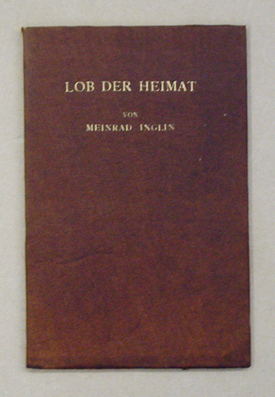 LOB DER HEIMAT
VON
MEINRAD INGLIN